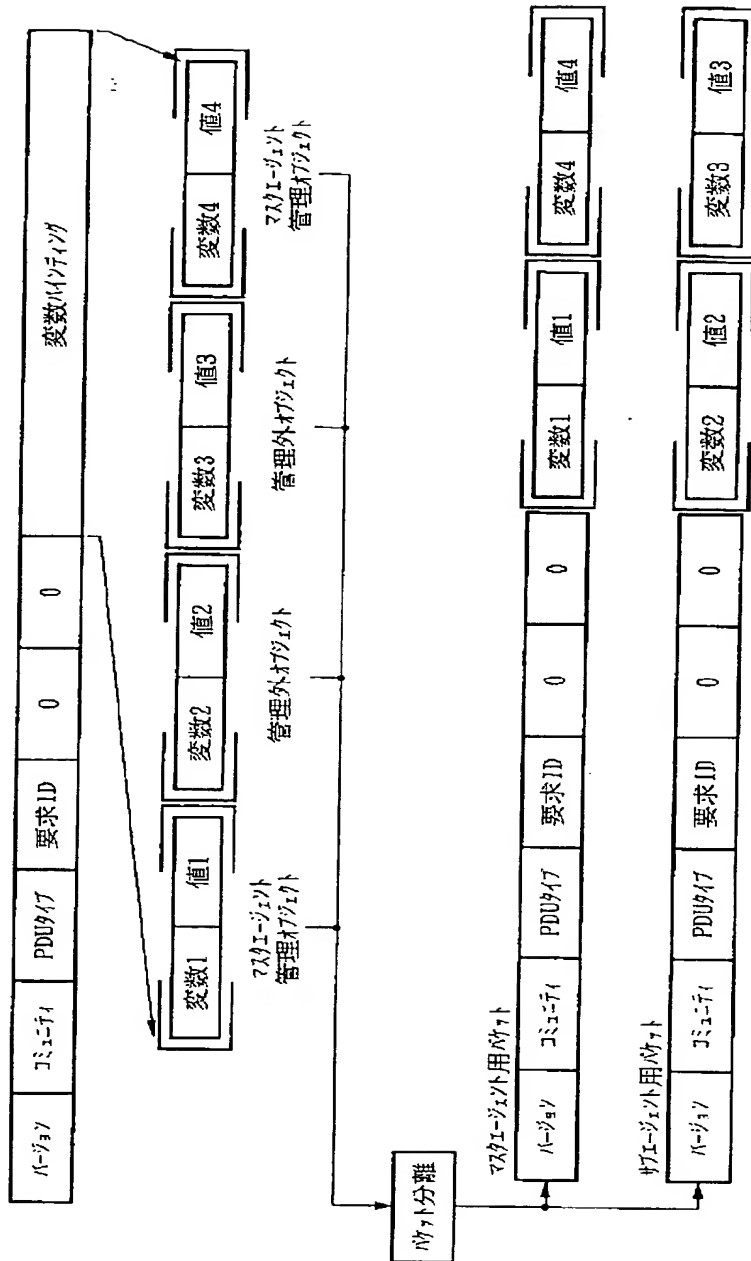 バージョン
コミューニティ
PDUタイプ
要求ID
0
0
変数バインディング
変数1
値1
変数2
値2
変数3
値3
変数4
値4
マスタエージェント
管理オブジェクト
管理外オブジェクト
管理外オブジェクト
マスタエージェント
管理オブジェクト
パケット分離
マスタエージェント用パケット
バージョン
コミューニティ
PDUタイプ
要求ID
0
0
変数1
値1
変数4
値4
サブエージェント用パケット
バージョン
コミューニティ
PDUタイプ
要求ID
0
0
変数2
値2
変数3
値3